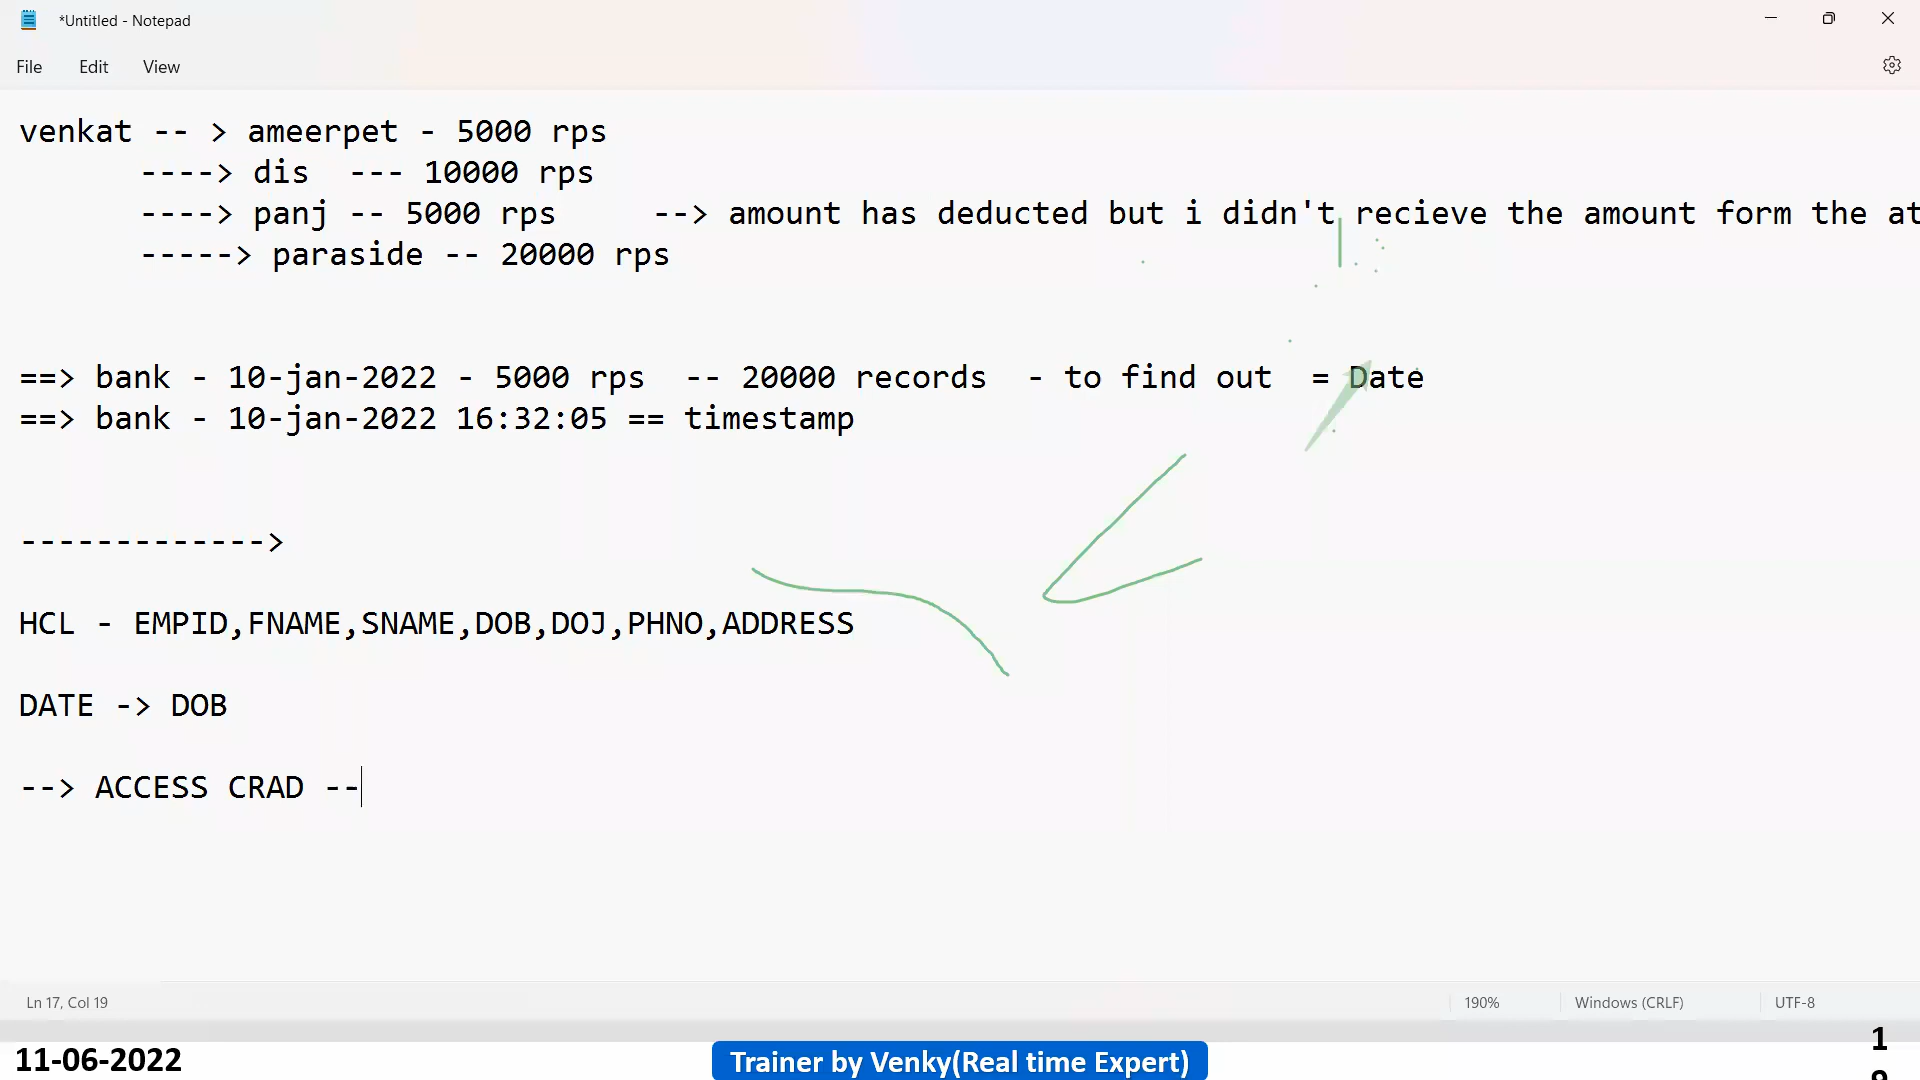 *Untitled - Notepad
File Edit View
venkat -- > ameerpet - 5000 rps
----> dis  --- 10000 rps
----> panj -- 5000 rps     --> amount has deducted but i didn't recieve the amount form the at
-----> paraside -- 20000 rps
==> bank - 10-jan-2022 - 5000 rps  -- 20000 records  - to find out  = Date
==> bank - 10-jan-2022 16:32:05 == timestamp
------------->
HCL - EMPID,FNAME,SNAME,DOB,DOJ,PHNO,ADDRESS
DATE -> DOB
--> ACCESS CRAD --
Ln 17, Col 19 190% Windows (CRLF) UTF-8
11-06-2022 Trainer by Venky(Real time Expert) 1